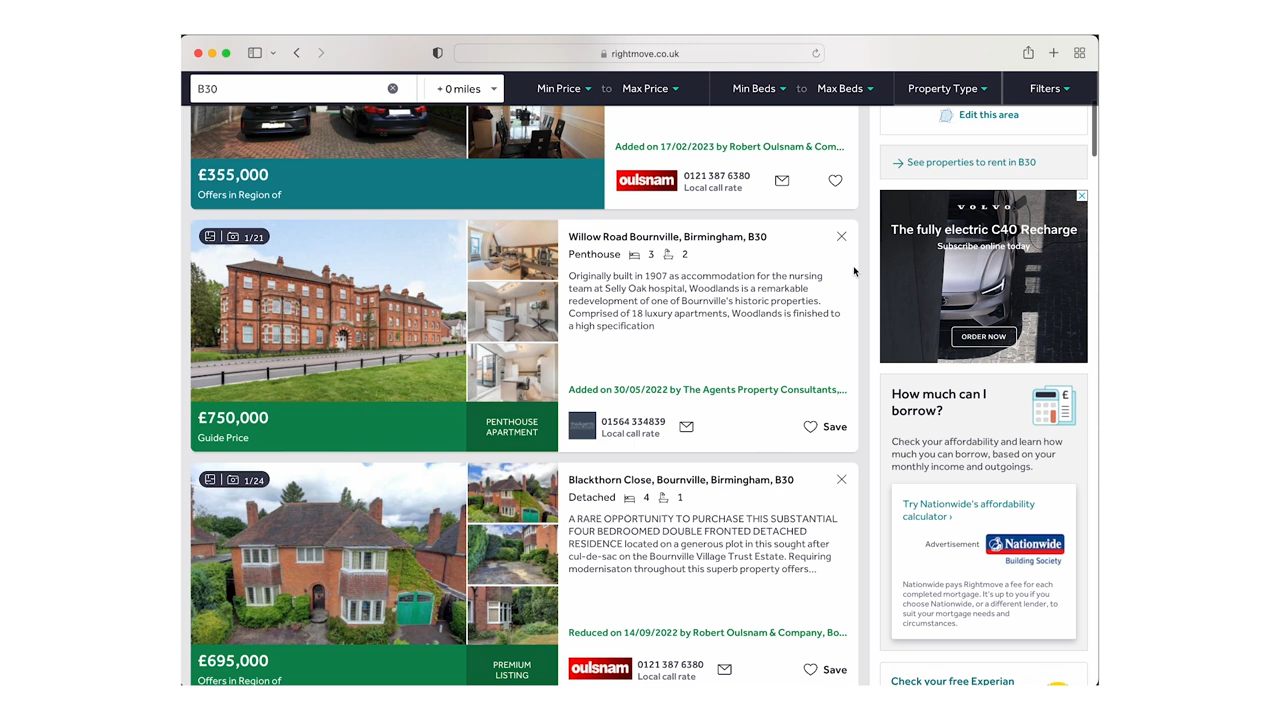 rightmove.co.uk
B30
+ 0 miles
Min Price to Max Price
Min Beds to Max Beds
Property Type
Filters
£355,000
Offers in Region of
Added on 17/02/2023 by Robert Oulsnam & Com...
oulsnam
0121 387 6380
Local call rate
1/21
£750,000
Guide Price
PENTHOUSE
APARTMENT
Willow Road Bournville, Birmingham, B30
Penthouse 3 2
Originally built in 1907 as accommodation for the nursing
team at Selly Oak hospital, Woodlands is a remarkable
redevelopment of one of Bournville's historic properties.
Comprised of 18 luxury apartments, Woodlands is finished to
a high specification
Added on 30/05/2022 by The Agents Property Consultants,...
01564 334839
Local call rate
Save
1/24
£695,000
Offers in Region of
PREMIUM
LISTING
Blackthorn Close, Bournville, Birmingham, B30
Detached 4 1
A RARE OPPORTUNITY TO PURCHASE THIS SUBSTANTIAL
FOUR BEDROOMED DOUBLE FRONTED DETACHED
RESIDENCE located on a generous plot in this sought after
cul-de-sac on the Bournville Village Trust Estate. Requiring
modernisaton throughout this superb property offers...
Reduced on 14/09/2022 by Robert Oulsnam & Company, Bo...
oulsnam
0121 387 6380
Local call rate
Save
Edit this area
See properties to rent in B30
VOLVO
The fully electric C40 Recharge
Subscribe online today
ORDER NOW
How much can I
borrow?
Check your affordability and learn how
much you can borrow, based on your
monthly income and outgoings.
Try Nationwide's affordability
calculator ›
Advertisement
Nationwide
Building Society
Nationwide pays Rightmove a fee for each
completed mortgage. It's up to you if you
choose Nationwide, or a different lender, to
suit your mortgage needs and
circumstances.
Check your free Experian